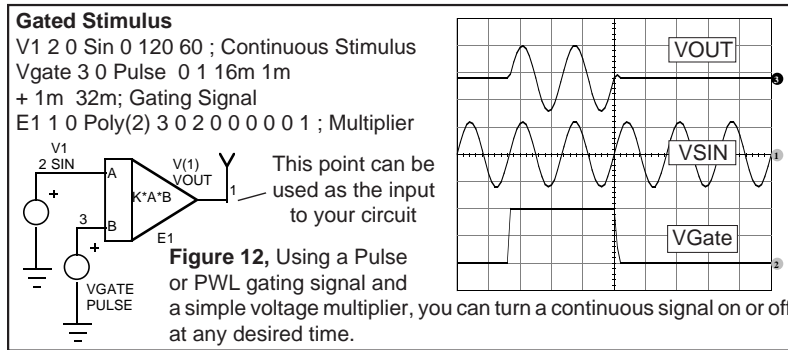 Gated Stimulus
V1 2 0 Sin 0 120 60 ; Continuous Stimulus
Vgate 3 0 Pulse 0 1 16m 1m
+ 1m 32m; Gating Signal
E1 1 0 Poly(2) 3 0 2 0 0 0 0 0 1 ; Multiplier
V1
2 SIN
A
K*A*B
B
3
E1
V(1)
VOUT
1
VGATE
PULSE
This point can be
used as the input
to your circuit
VOUT
3
VSIN
1
VGate
2
Figure 12, Using a Pulse
or PWL gating signal and
a simple voltage multiplier, you can turn a continuous signal on or off
at any desired time.